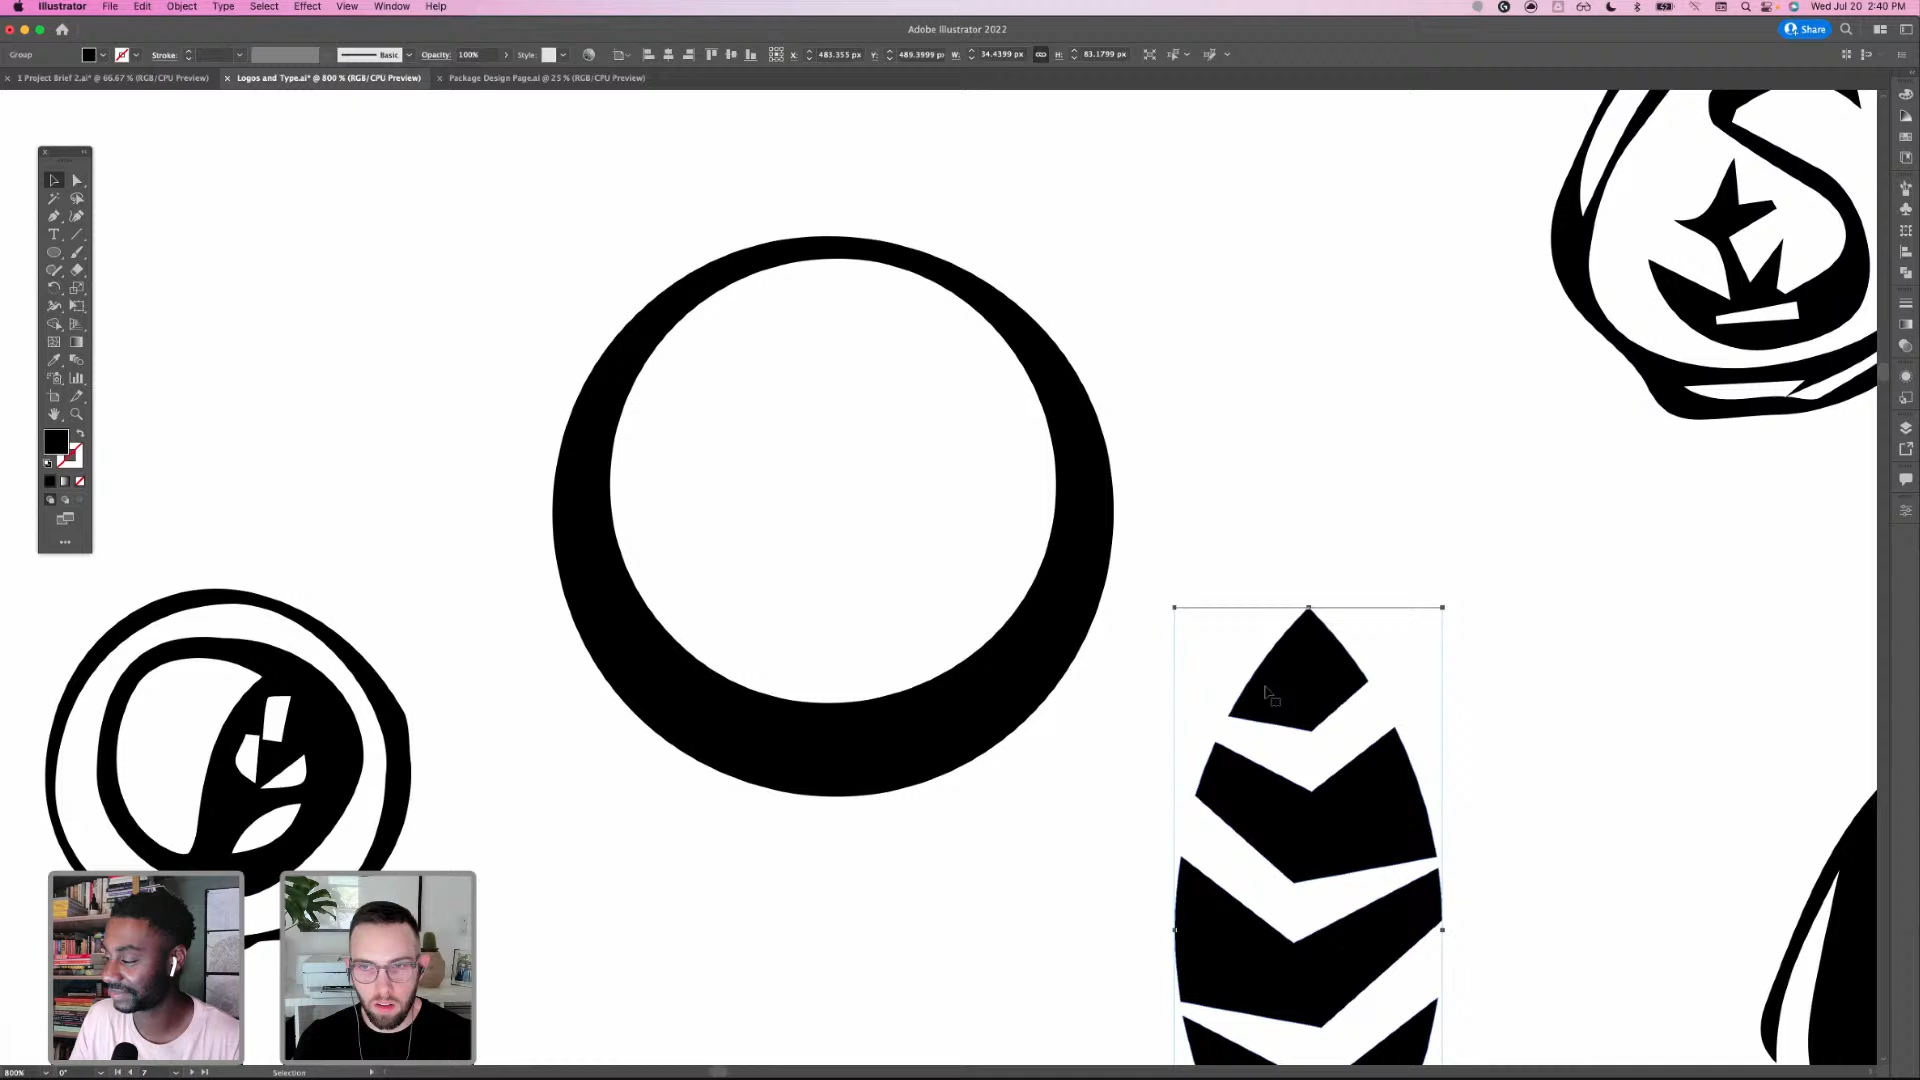 Illustrator File Edit Object Type Select Effect View Window Help Wed Jul 20 2:40 PM
Adobe Illustrator 2022 Share
Group Stroke: Basic Opacity: 100% Style: X: 483.355 px Y: 489.3999 p W: 34.4399 px H: 83.1799 px
1 Project Brief 2.ai* @ 66.67 % (RGB/CPU Preview) Logos and Type.ai* @ 800 % (RGB/CPU Preview) Package Design Page.ai @ 25 % (RGB/CPU Preview)
800% 0° 7 Selection